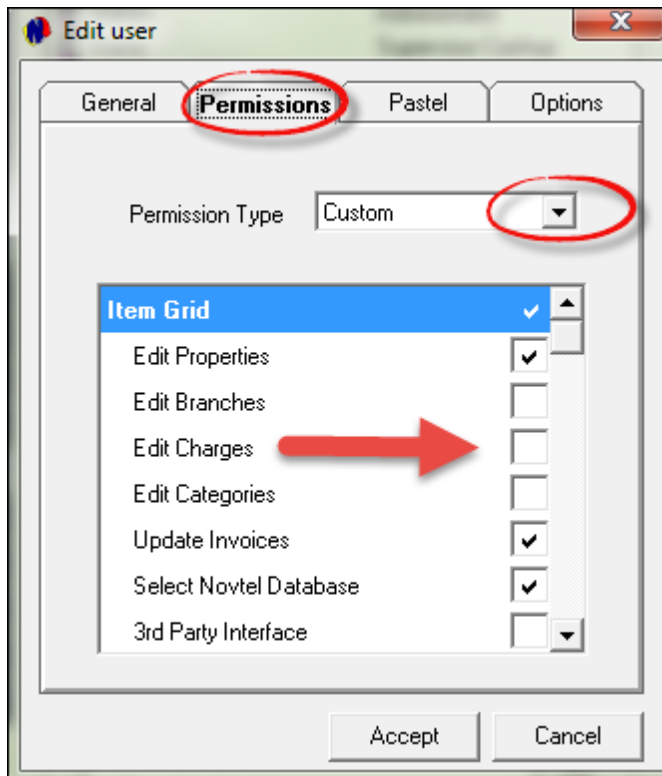 Edit user
General Permissions Pastel Options
Permission Type Custom
Item Grid
Edit Properties
Edit Branches
Edit Charges
Edit Categories
Update Invoices
Select Novtel Database
3rd Party Interface
Accept Cancel